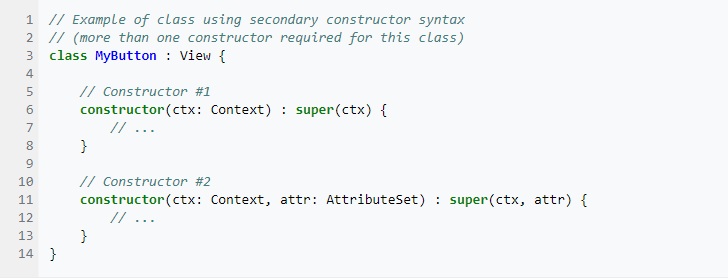 1 // Example of class using secondary constructor syntax
2 // (more than one constructor required for this class)
3 class MyButton : View {
4
5     // Constructor #1
6     constructor(ctx: Context) : super(ctx) {
7         // ...
8     }
9
10     // Constructor #2
11     constructor(ctx: Context, attr: AttributeSet) : super(ctx, attr) {
12         // ...
13     }
14 }